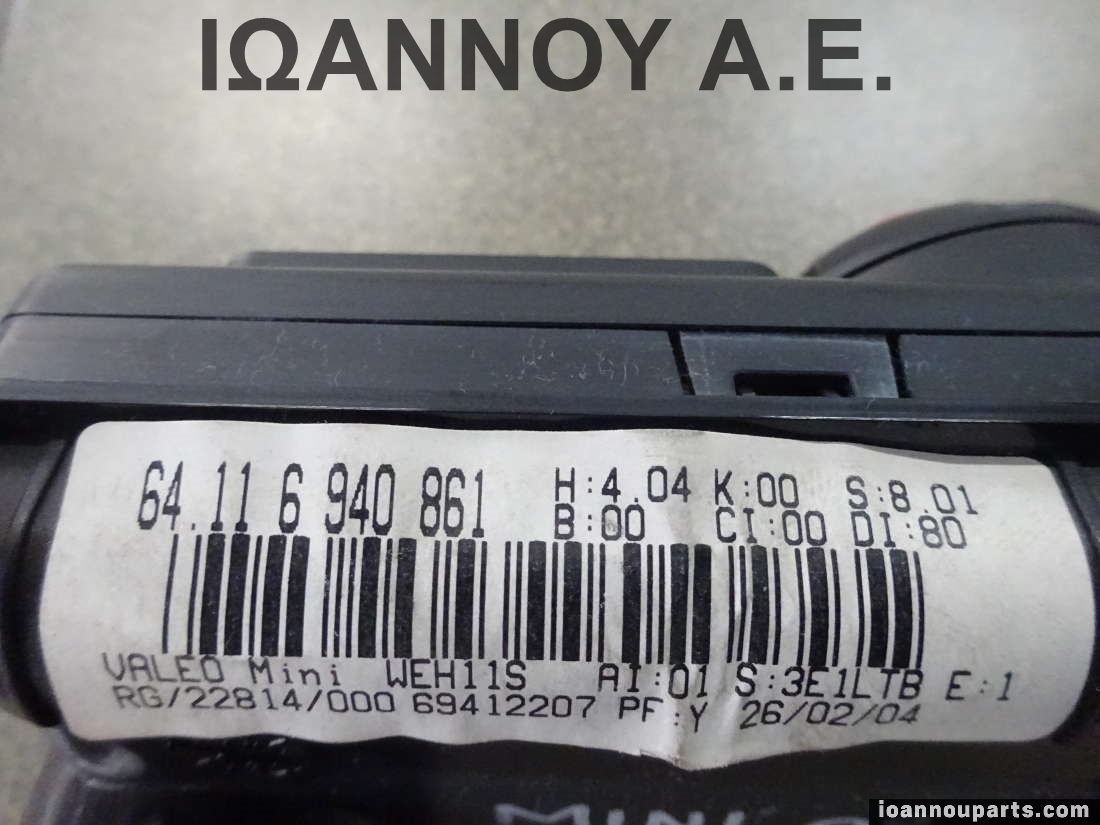 ΙΩΑΝΝΟΥ Α.Ε.
64.11 6 940 861 H:4.04 K:00 S:8.01
B:00 CI:00 DI:80
VALEO Mini WEH11S AI:01 S:3E1LTB E:1
RG/22814/000 69412207 PF:Y 26/02/04
MINI
ioannouparts.com